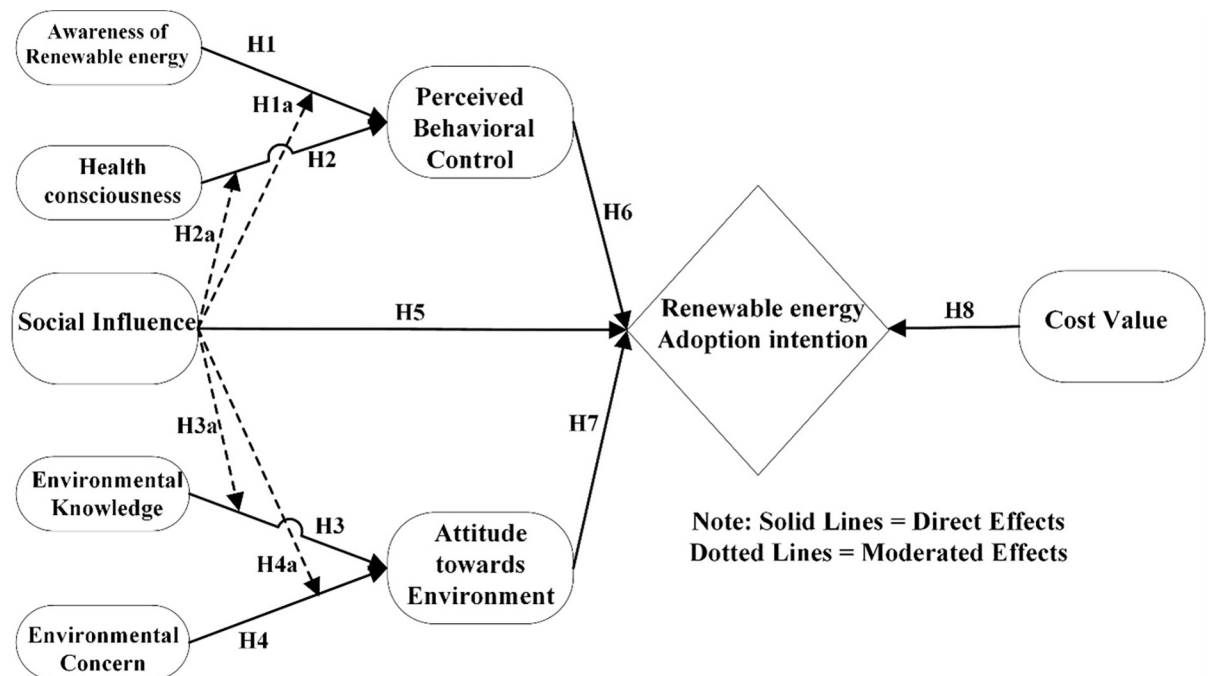 Awareness of
Renewable energy
H1
H1a
Perceived
Behavioral
Control
Health
consciousness
H2
H2a
H6
Social Influence
H5
Renewable energy
Adoption intention
H8
Cost Value
H3a
H7
Environmental
Knowledge
H3
H4a
Attitude
towards
Environment
Environmental
Concern
H4
Note: Solid Lines = Direct Effects
Dotted Lines = Moderated Effects